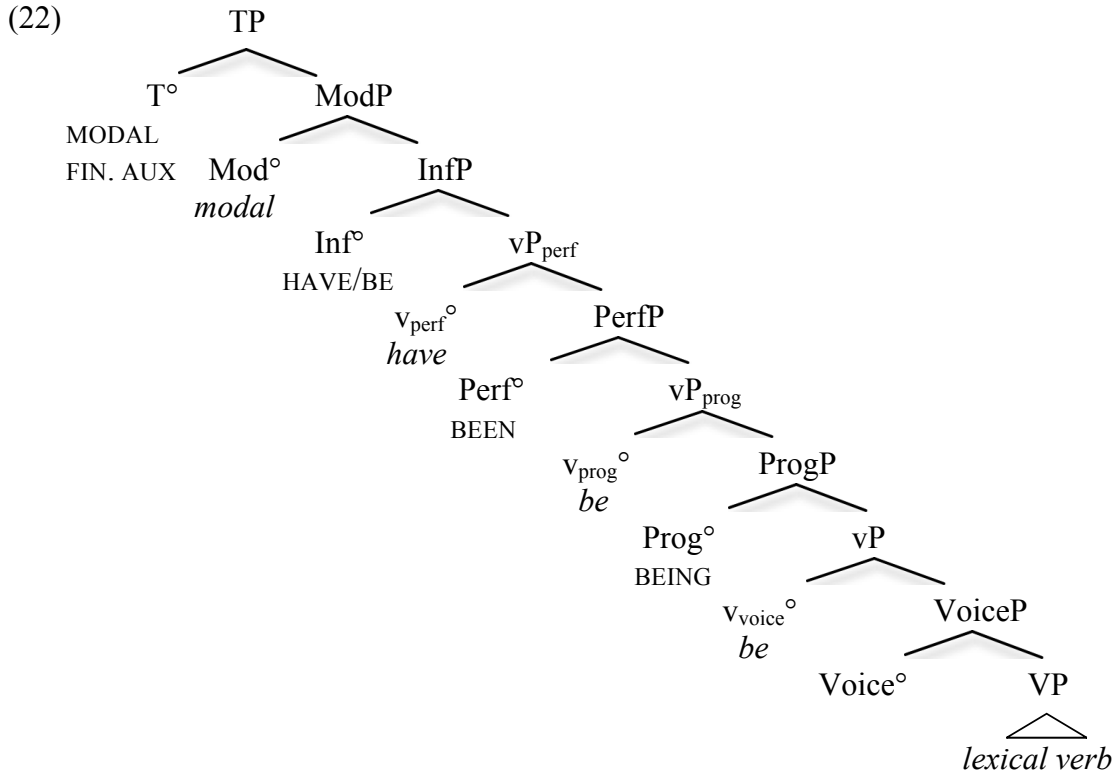 (22)
TP
T° ModP
MODAL
FIN. AUX Mod° InfP
modal
Inf° vPperf
HAVE/BE
vperf° PerfP
have
Perf° vPprog
BEEN
vprog° ProgP
be
Prog° vP
BEING
vvoice° VoiceP
be
Voice° VP
lexical verb